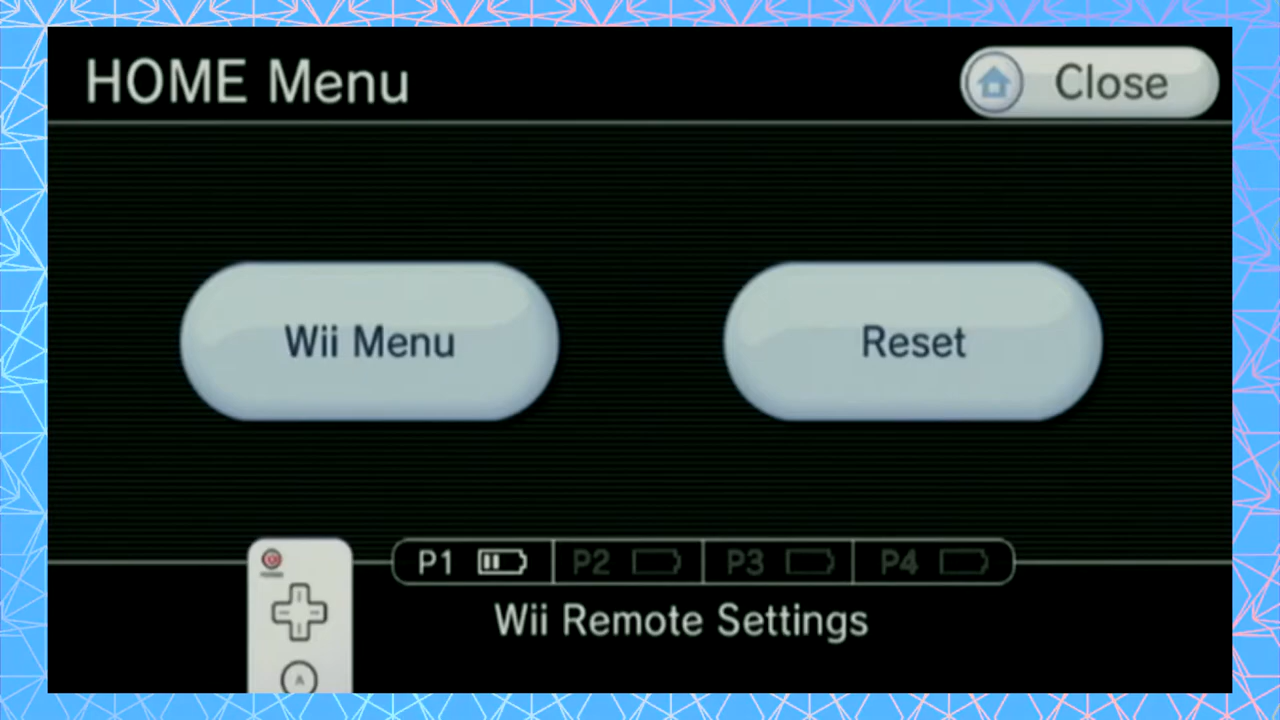 HOME Menu
Close
Wii Menu
Reset
P1
P2
P3
P4
Wii Remote Settings
A